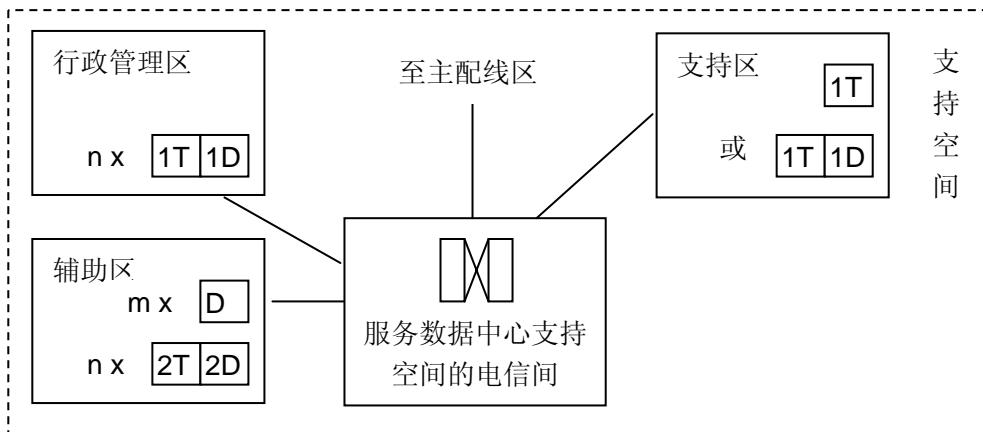 行政管理区
n x 1T 1D
辅助区
m x D
n x 2T 2D
至主配线区
服务数据中心支持
空间的电信间
支持区
1T
或 1T 1D
支
持
空
间